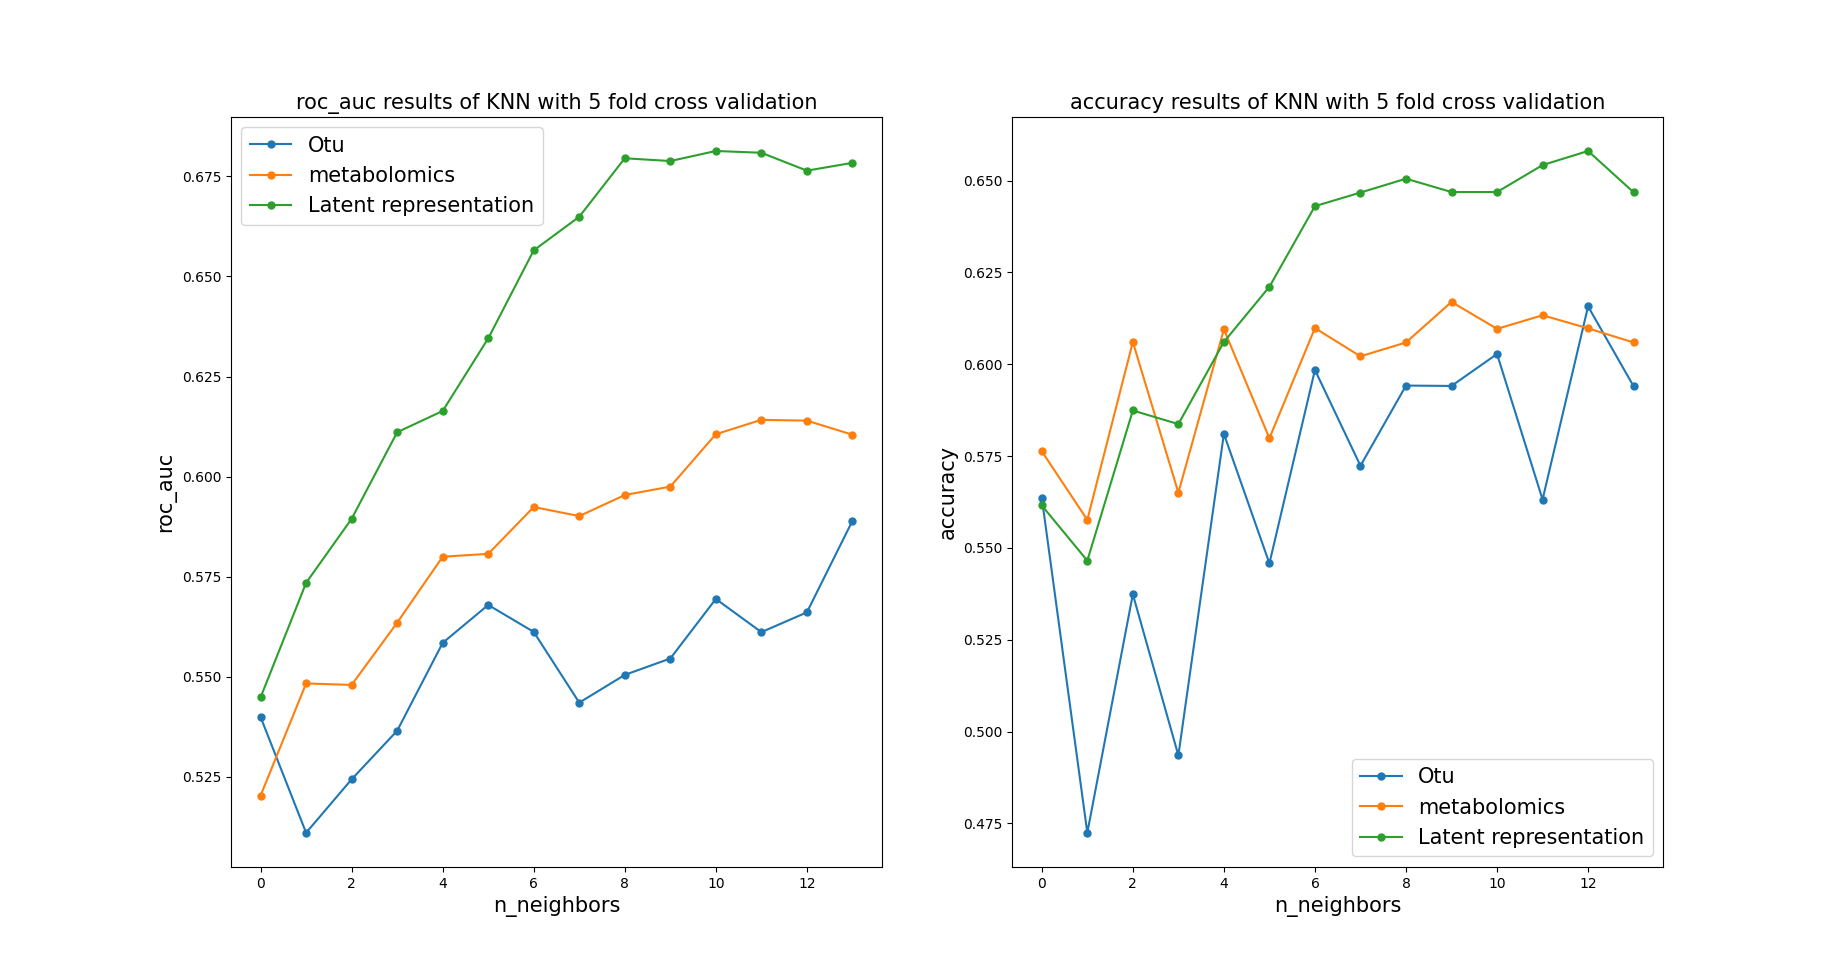 roc_auc results of KNN with 5 fold cross validation
Otu
metabolomics
Latent representation
0.675
0.650
0.625
0.600
0.575
0.550
0.525
roc_auc
0 2 4 6 8 10 12
n_neighbors
accuracy results of KNN with 5 fold cross validation
0.650
0.625
0.600
0.575
0.550
0.525
0.500
0.475
accuracy
Otu
metabolomics
Latent representation
0 2 4 6 8 10 12
n_neighbors